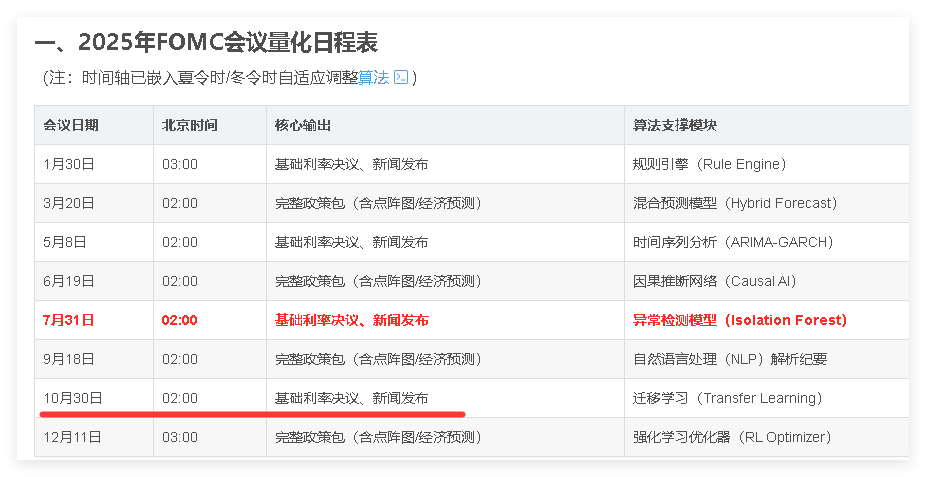 一、2025年FOMC会议量化日程表
（注：时间轴已嵌入夏令时/冬令时自适应调整算法）
会议日期 北京时间 核心输出 算法支撑模块
1月30日 03:00 基础利率决议、新闻发布 规则引擎（Rule Engine）
3月20日 02:00 完整政策包（含点阵图/经济预测） 混合预测模型（Hybrid Forecast）
5月8日 02:00 基础利率决议、新闻发布 时间序列分析（ARIMA-GARCH）
6月19日 02:00 完整政策包（含点阵图/经济预测） 因果推断网络（Causal AI）
7月31日 02:00 基础利率决议、新闻发布 异常检测模型（Isolation Forest）
9月18日 02:00 完整政策包（含点阵图/经济预测） 自然语言处理（NLP）解析纪要
10月30日 02:00 基础利率决议、新闻发布 迁移学习（Transfer Learning）
12月11日 03:00 完整政策包（含点阵图/经济预测） 强化学习优化器（RL Optimizer）